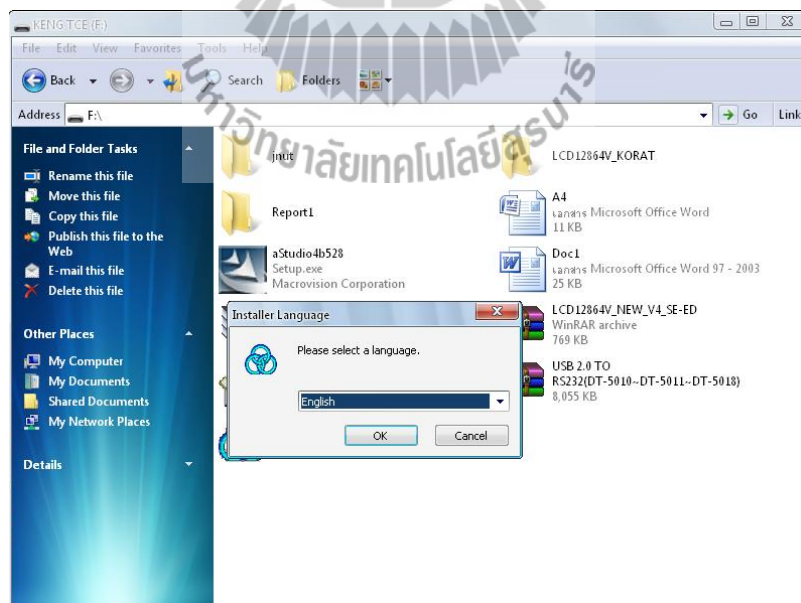 KENG TCE (F:)
File Edit View Favorites Tools Help
Back Search Folders
Address F:\ Go Link
มหาวิทยาลัยเทคโนโลยีสุรนารี
File and Folder Tasks
Rename this file
Move this file
Copy this file
Publish this file to the
Web
E-mail this file
Delete this file
Other Places
My Computer
My Documents
Shared Documents
My Network Places
Details
jnut
LCD12864V_KORAT
Report1
A4
เอกสาร Microsoft Office Word
11 KB
aStudio4b528
Setup.exe
Macrovision Corporation
Doc1
เอกสาร Microsoft Office Word 97 - 2003
25 KB
LCD12864V_NEW_V4_SE-ED
WinRAR archive
769 KB
USB 2.0 TO
RS232(DT-5010~DT-5011~DT-5018)
8,055 KB
Installer Language
Please select a language.
English
OK Cancel